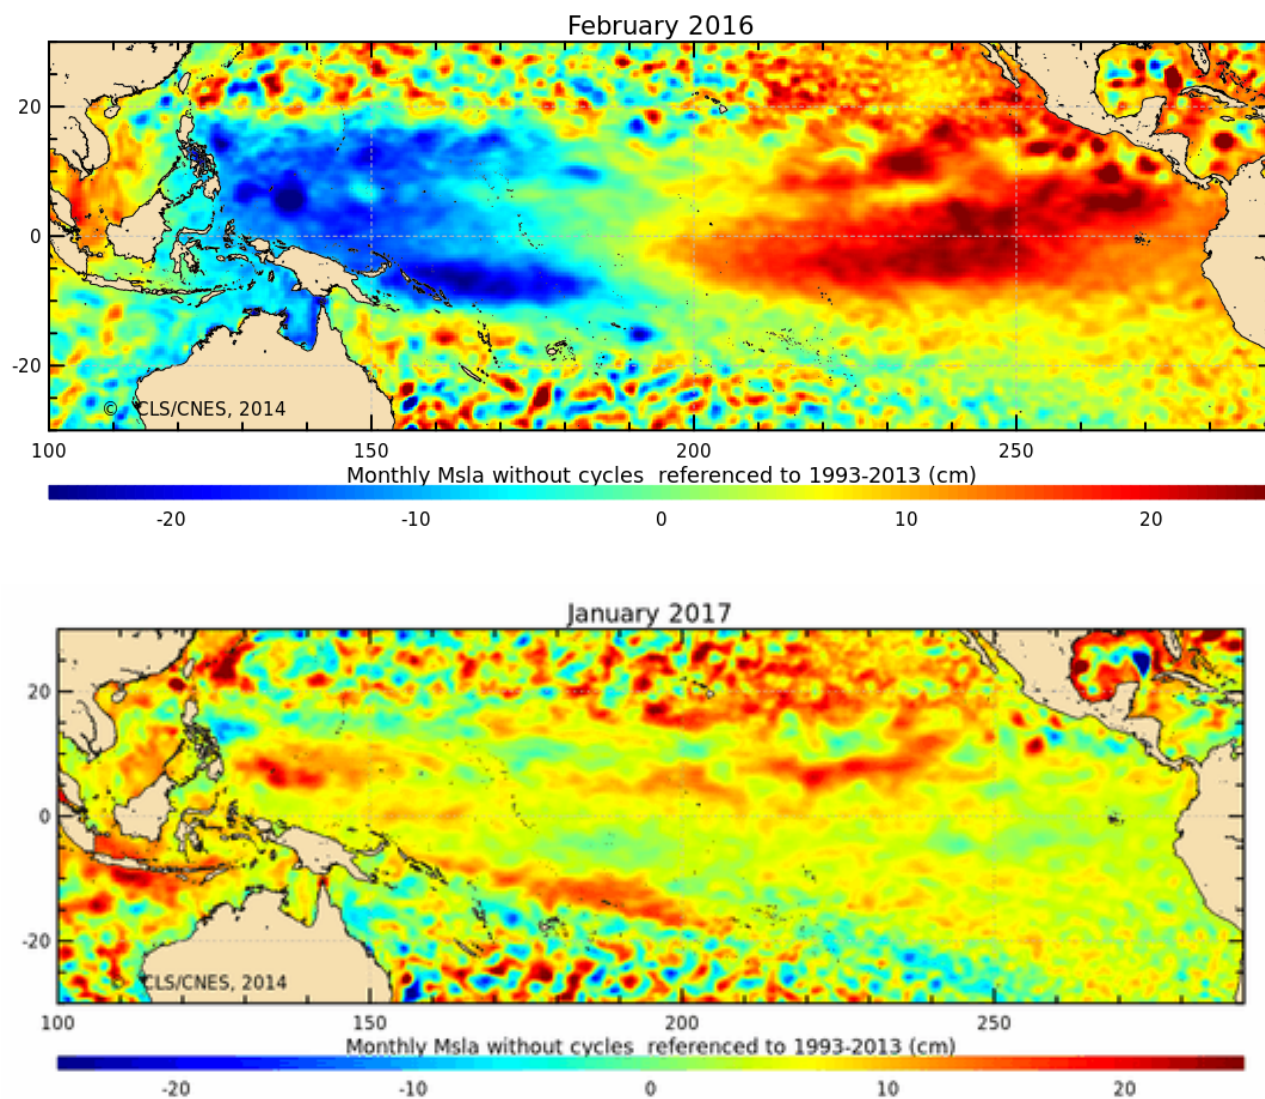 February 2016
20
0
-20
© CLS/CNES, 2014
100 150 200 250
Monthly Msla without cycles referenced to 1993-2013 (cm)
-20 -10 0 10 20
January 2017
20
0
-20
© CLS/CNES, 2014
100 150 200 250
Monthly Msla without cycles referenced to 1993-2013 (cm)
-20 -10 0 10 20